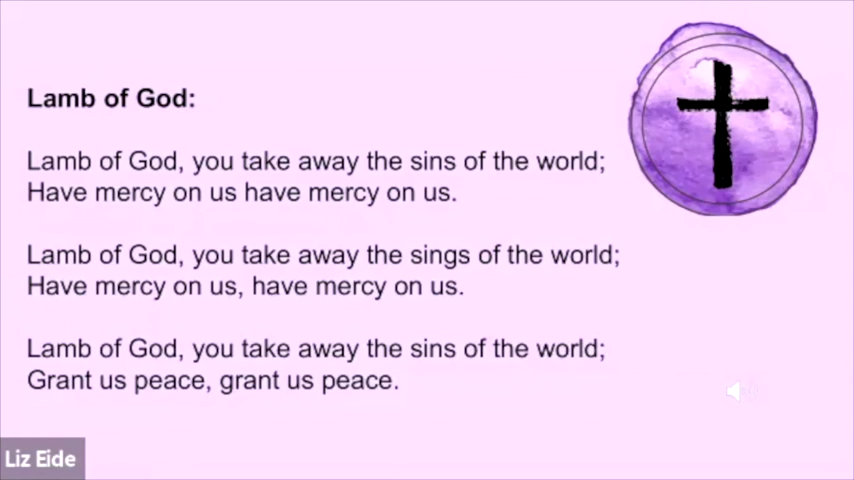 Lamb of God:
Lamb of God, you take away the sins of the world;
Have mercy on us have mercy on us.
Lamb of God, you take away the sings of the world;
Have mercy on us, have mercy on us.
Lamb of God, you take away the sins of the world;
Grant us peace, grant us peace.
Liz Eide